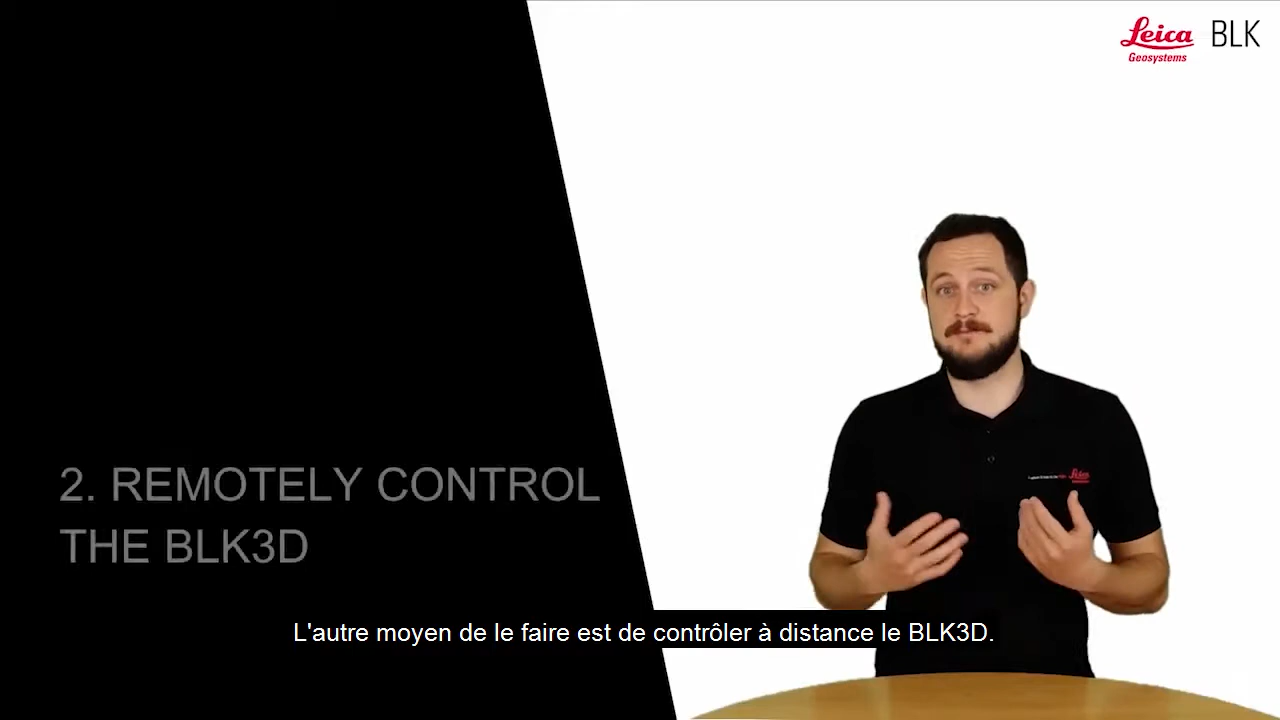 Leica BLK
Geosystems
2. REMOTELY CONTROL
THE BLK3D
Leica
L'autre moyen de le faire est de contrôler à distance le BLK3D.